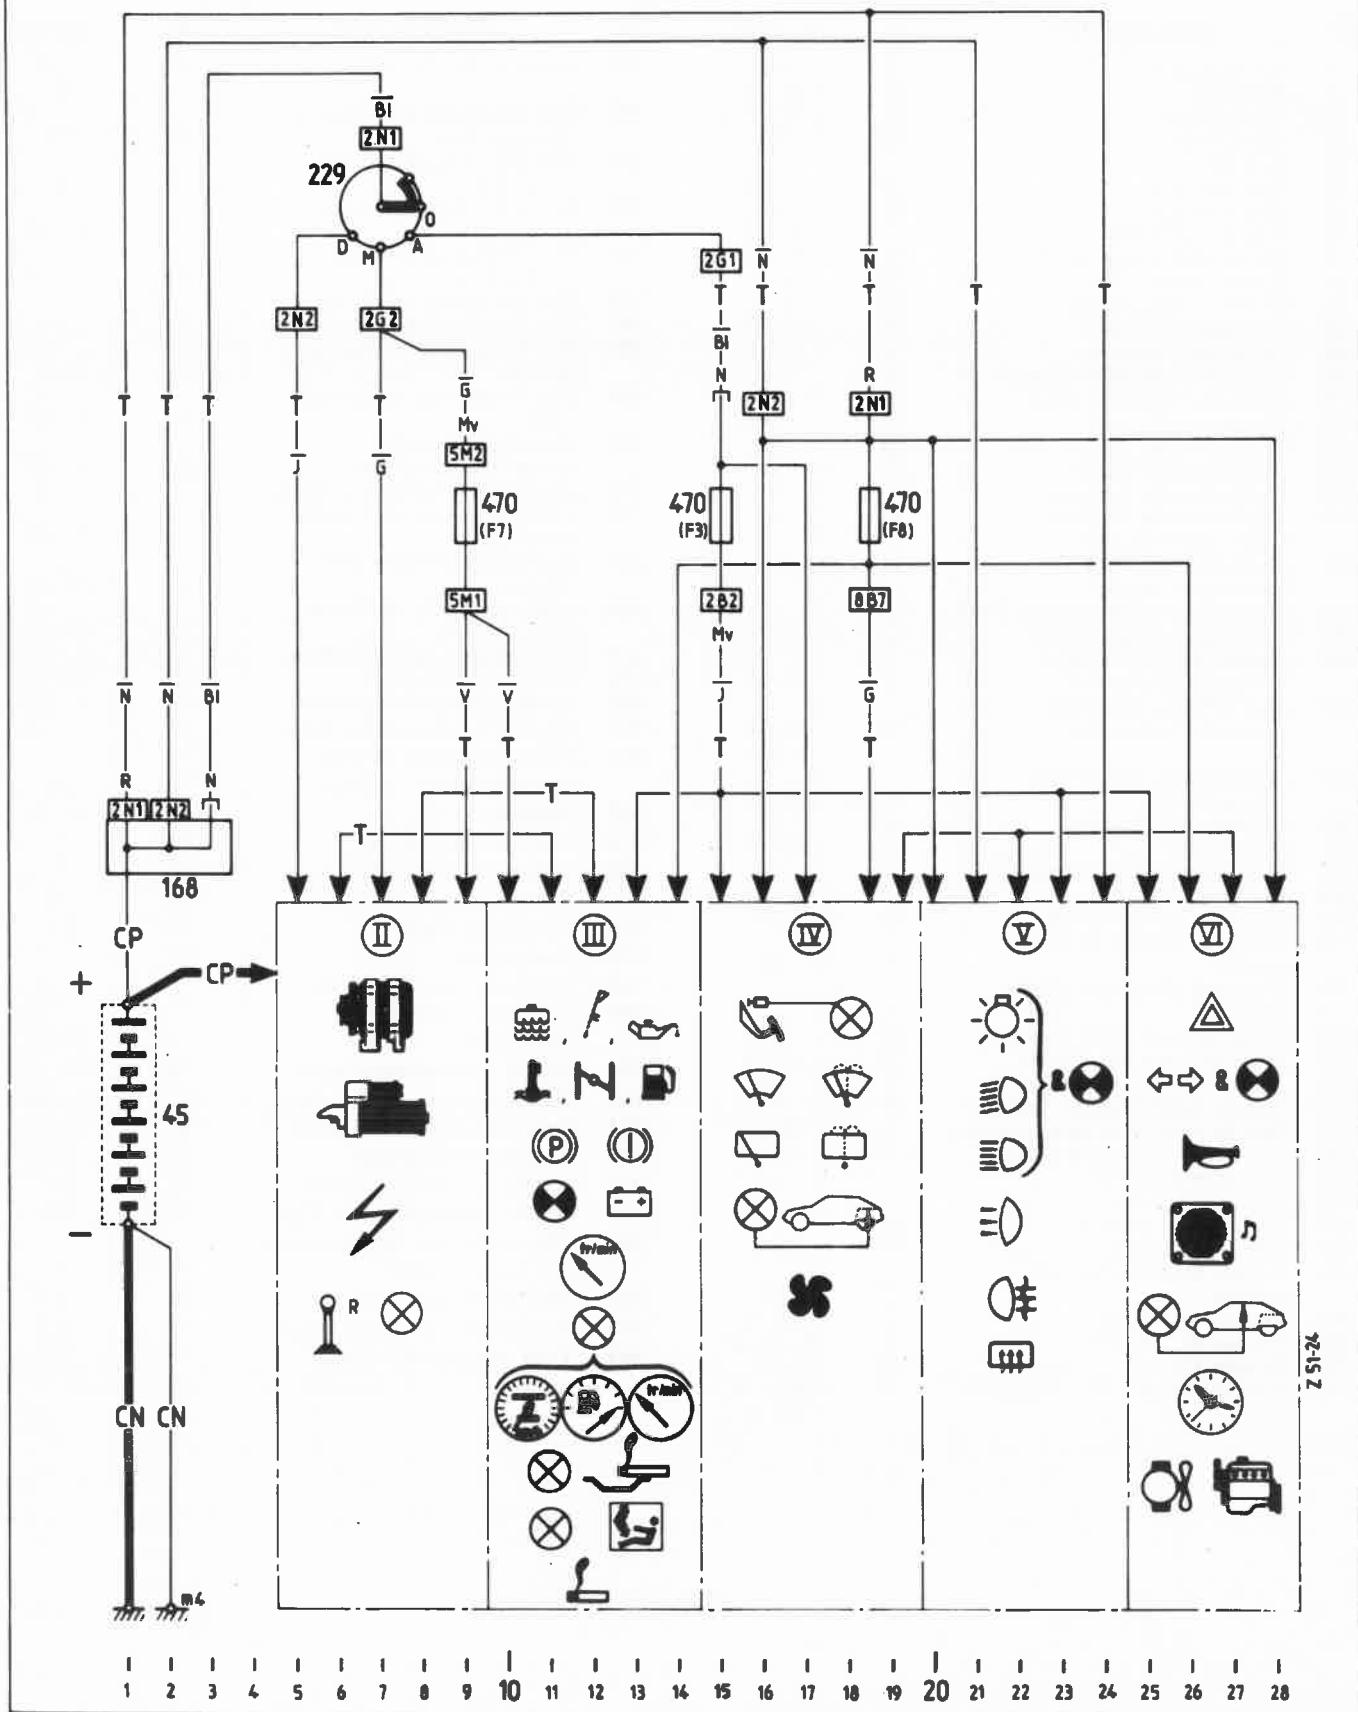 B̅I̅
2N1
229
O
D
M
A
2G1
N̅
N̅
T
T
T
T
2N2
2G2
B̅I̅
N
R
G̅
T
T
T
T
T
2N2
2N1
Mv
5M2
J̅
G̅
470
(F7)
470
(F3)
470
(F8)
5M1
2B2
8B7
Mv
N̅
N̅
B̅I̅
V̅
V̅
J̅
G̅
T
T
T
T
R
N
T
2N1
2N2
T
168
CP
II
III
IV
V
VI
+
CP
45
P
&
&
- +
−
tr/min
R
tr/min
Z 51-24
CN
CN
m4
1
2
3
4
5
6
7
8
9
10
11
12
13
14
15
16
17
18
19
20
21
22
23
24
25
26
27
28